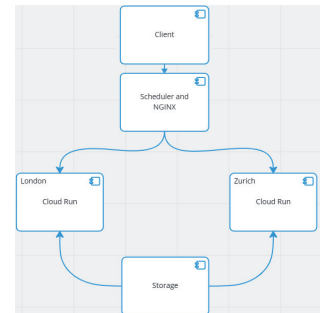 Client
Scheduler and
NGINX
London
Cloud Run
Zurich
Cloud Run
Storage